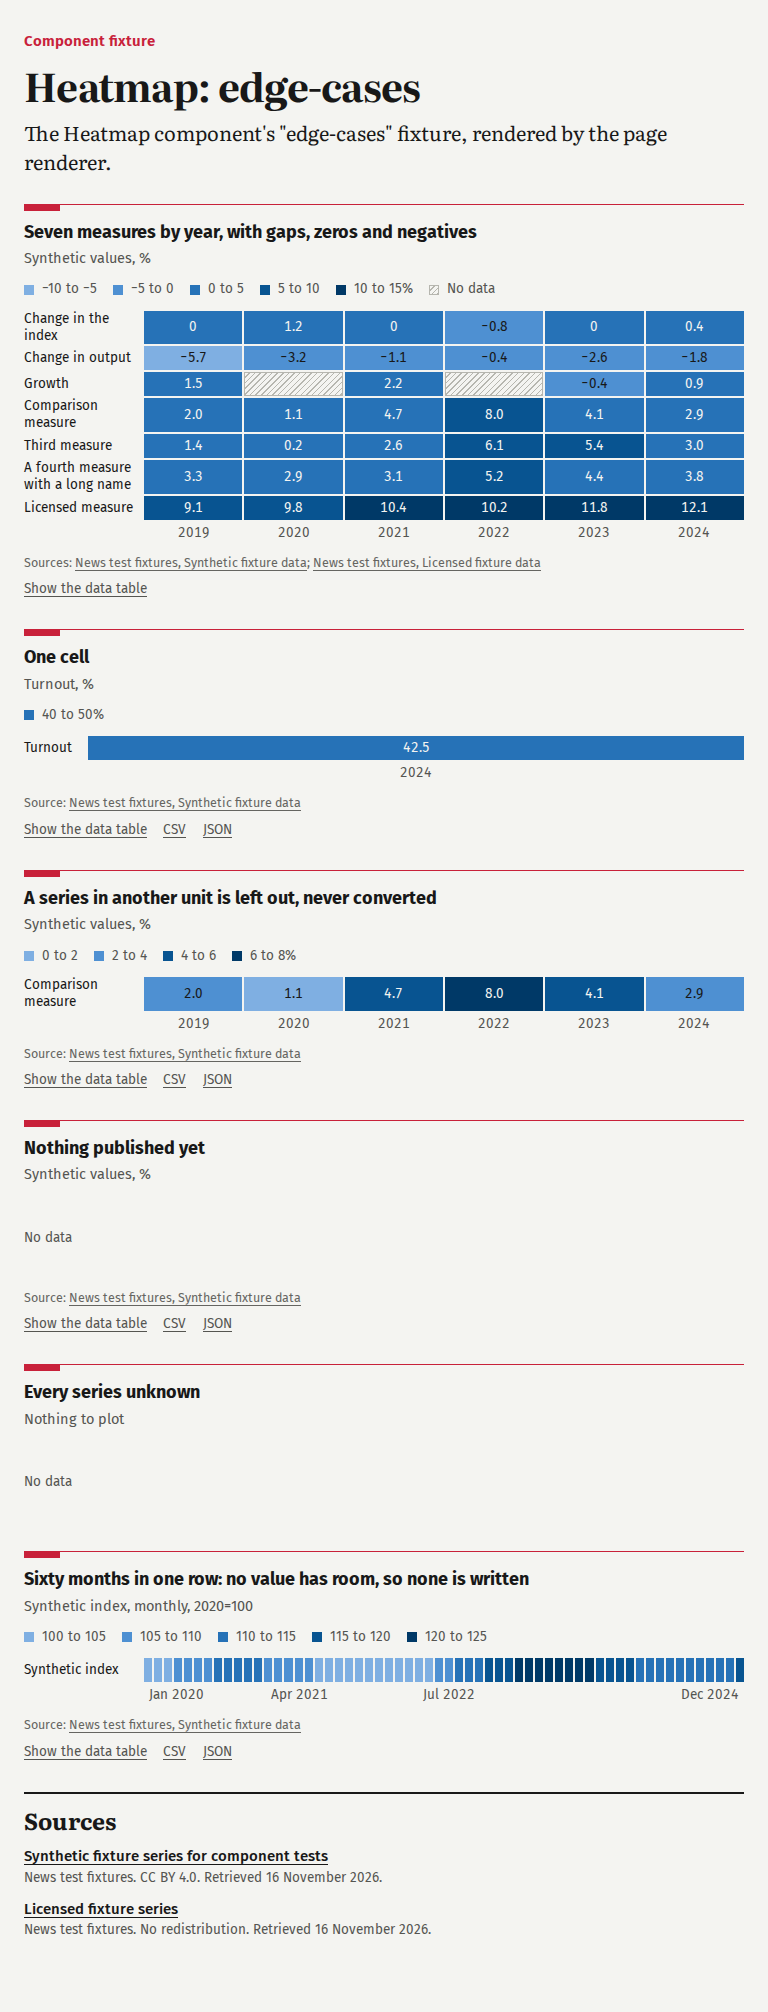 Component fixture
Heatmap: edge-cases
The Heatmap component's "edge-cases" fixture, rendered by the page
renderer.
Seven measures by year, with gaps, zeros and negatives
Synthetic values, %
−10 to −5 −5 to 0 0 to 5 5 to 10 10 to 15% No data
Change in the
index
0 1.2 0 −0.8 0 0.4
Change in output −5.7 −3.2 −1.1 −0.4 −2.6 −1.8
Growth 1.5 2.2 −0.4 0.9
Comparison
measure
2.0 1.1 4.7 8.0 4.1 2.9
Third measure 1.4 0.2 2.6 6.1 5.4 3.0
A fourth measure
with a long name
3.3 2.9 3.1 5.2 4.4 3.8
Licensed measure 9.1 9.8 10.4 10.2 11.8 12.1
2019 2020 2021 2022 2023 2024
Sources: News test fixtures, Synthetic fixture data; News test fixtures, Licensed fixture data
Show the data table
One cell
Turnout, %
40 to 50%
Turnout 42.5
2024
Source: News test fixtures, Synthetic fixture data
Show the data table CSV JSON
A series in another unit is left out, never converted
Synthetic values, %
0 to 2 2 to 4 4 to 6 6 to 8%
Comparison
measure
2.0 1.1 4.7 8.0 4.1 2.9
2019 2020 2021 2022 2023 2024
Source: News test fixtures, Synthetic fixture data
Show the data table CSV JSON
Nothing published yet
Synthetic values, %
No data
Source: News test fixtures, Synthetic fixture data
Show the data table CSV JSON
Every series unknown
Nothing to plot
No data
Sixty months in one row: no value has room, so none is written
Synthetic index, monthly, 2020=100
100 to 105 105 to 110 110 to 115 115 to 120 120 to 125
Synthetic index
Jan 2020 Apr 2021 Jul 2022 Dec 2024
Source: News test fixtures, Synthetic fixture data
Show the data table CSV JSON
Sources
Synthetic fixture series for component tests
News test fixtures. CC BY 4.0. Retrieved 16 November 2026.
Licensed fixture series
News test fixtures. No redistribution. Retrieved 16 November 2026.